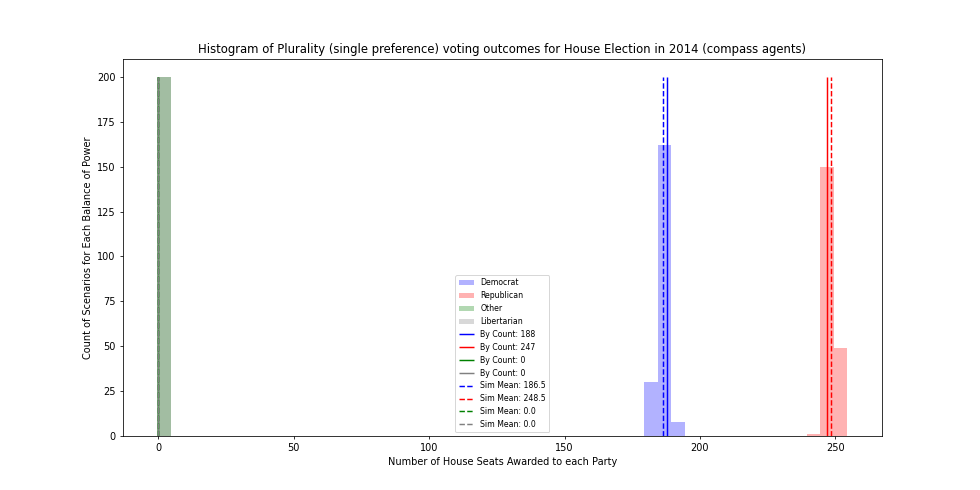 Histogram of Plurality (single preference) voting outcomes for House Election in 2014 (compass agents)
Count of Scenarios for Each Balance of Power
200
175
150
125
100
75
50
25
0
Democrat
Republican
Other
Libertarian
By Count: 188
By Count: 247
By Count: 0
By Count: 0
Sim Mean: 186.5
Sim Mean: 248.5
Sim Mean: 0.0
Sim Mean: 0.0
0 50 100 150 200 250
Number of House Seats Awarded to each Party